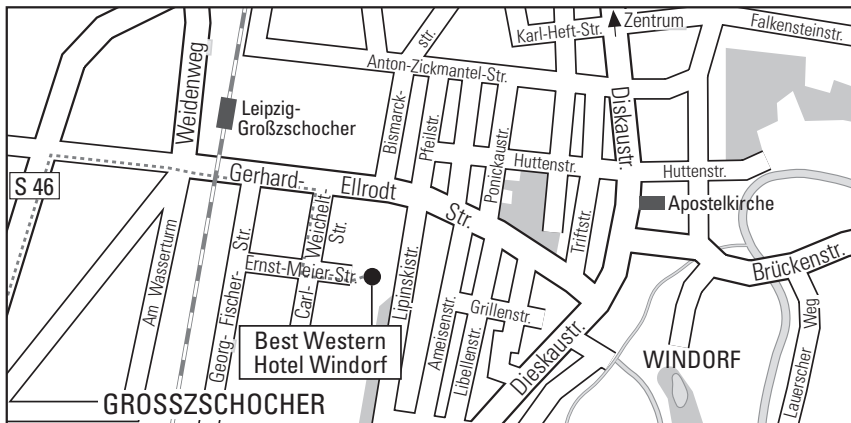 Karl-Heft-Str.
Zentrum
Falkensteinstr.
str.
Anton-Zickmantel-Str.
Weidenweg
Leipzig-
Großzschocher
Bismarck-
Pfeilstr.
Ponickaustr.
Diskaustr.
Huttenstr.
Huttenstr.
S 46
Gerhard-
Ellrodt
Str.
Apostelkirche
Triftstr.
Am Wasserturm
Georg-
Fischer-
Str.
Carl-
Weichelt-
Str.
Ernst-Meier-Str.
Lipinskistr.
Ameisenstr.
Libellenstr.
Grillenstr.
Dieskaustr.
Brückenstr.
Lauerscher
Weg
Best Western
Hotel Windorf
WINDORF
GROSSZSCHOCHER